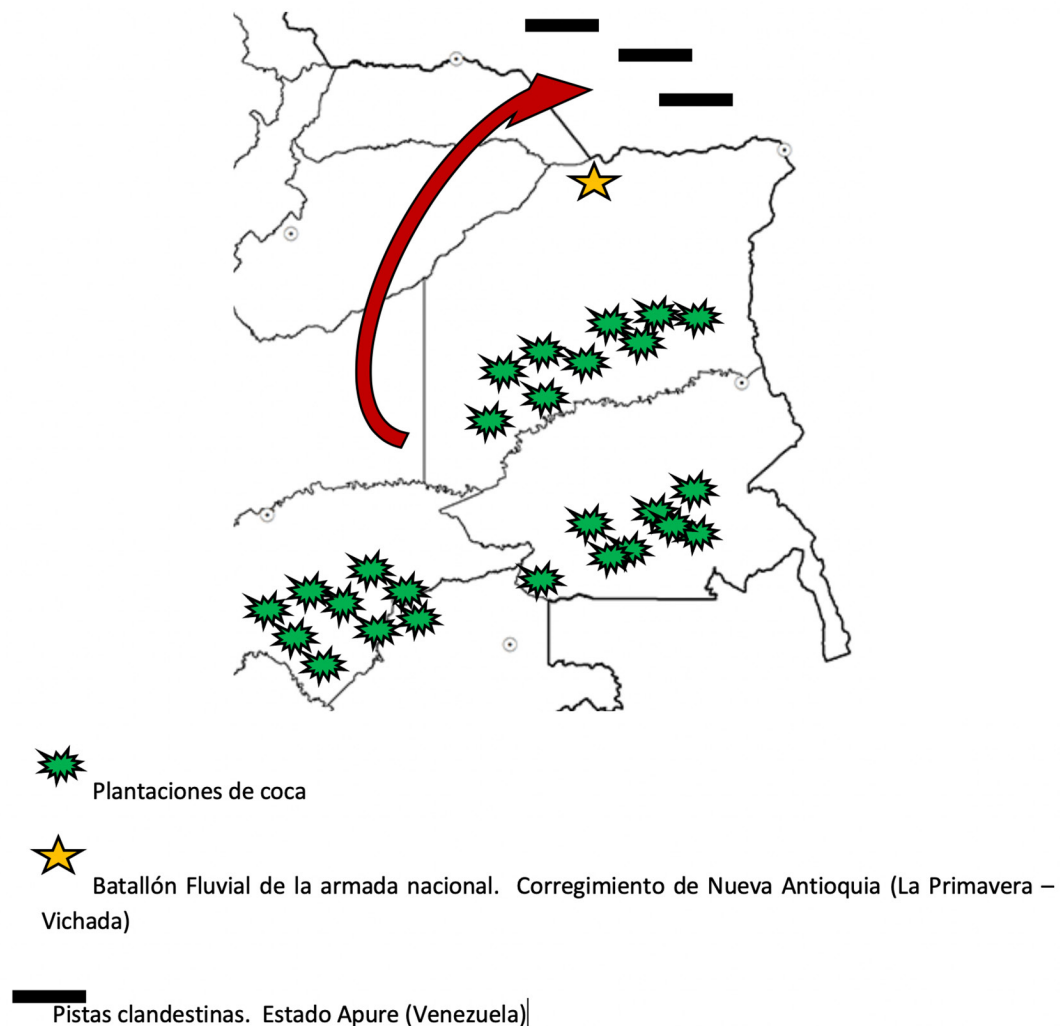 Plantaciones de coca
Batallón Fluvial de la armada nacional. Corregimiento de Nueva Antioquia (La Primavera –
Vichada)
Pistas clandestinas. Estado Apure (Venezuela)